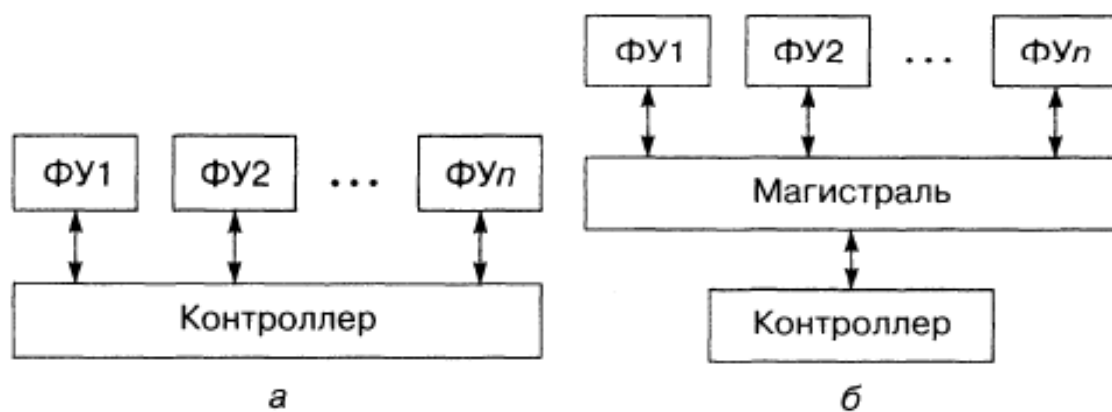 ФУ1 ФУ2 ... ФУn
Контроллер
а
ФУ1 ФУ2 ... ФУn
Магистраль
Контроллер
б